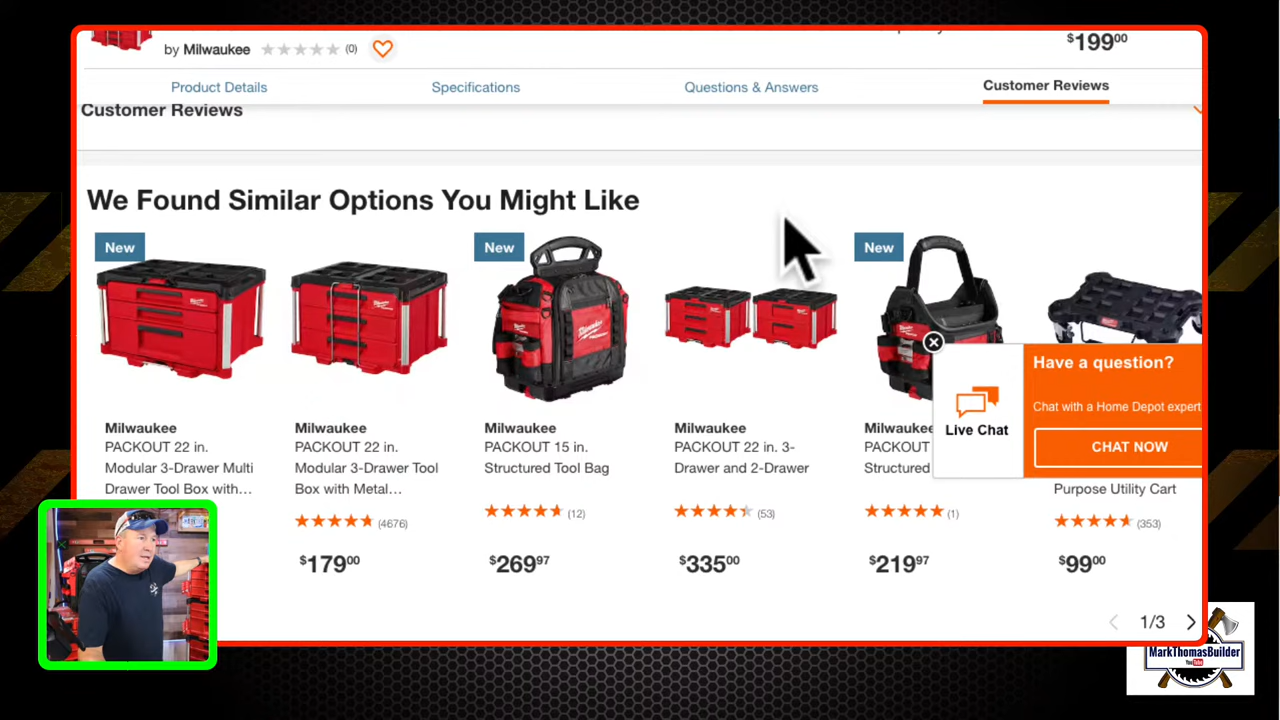 by Milwaukee (0)
$199⁰⁰
Product Details Specifications Questions & Answers Customer Reviews
Customer Reviews
We Found Similar Options You Might Like
New New New
Milwaukee
PACKOUT 22 in.
Modular 3-Drawer Multi
Drawer Tool Box with...
Milwaukee
PACKOUT 22 in.
Modular 3-Drawer Tool
Box with Metal...
(4676)
$179⁰⁰
Milwaukee
PACKOUT 15 in.
Structured Tool Bag
(12)
$269⁹⁷
Milwaukee
PACKOUT 22 in. 3-
Drawer and 2-Drawer
(53)
$335⁰⁰
Milwaukee
PACKOUT
Structured
(1)
$219⁹⁷
Purpose Utility Cart
(353)
$99⁰⁰
Have a question?
Chat with a Home Depot expert
Live Chat
CHAT NOW
1/3
MarkThomasBuilder
YouTube